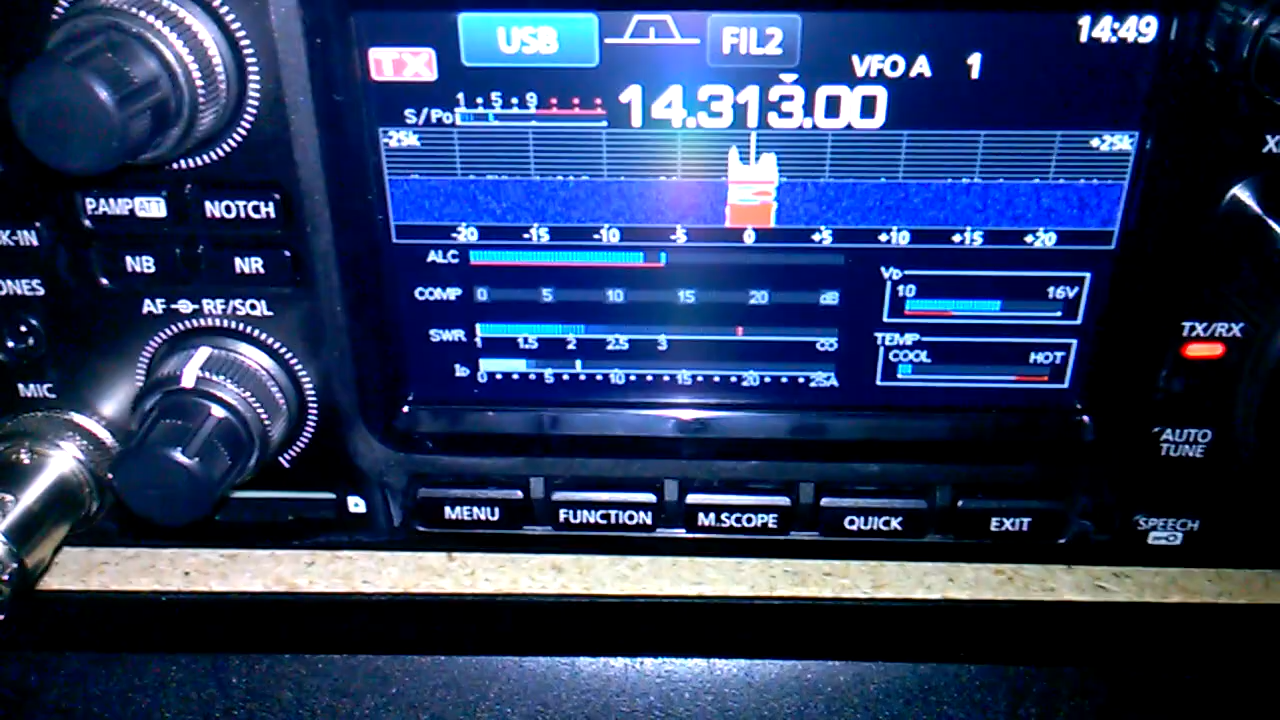 USB FIL2 14:49
TX VFO A 1
S/Po 1 5 9 14.313.00
-25k +25k
-20 -15 -10 -5 0 +5 +10 +15 +20
ALC
COMP 0 5 10 15 20 dB
SWR 1 1.5 2 2.5 3 ∞
ID 0 5 10 15 20 25A
VD
10 16V
TEMP
COOL HOT
P.AMP ATT NOTCH
K-IN
NB NR
ONES
AF RF/SQL
MIC
TX/RX
AUTO
TUNE
SPEECH
MENU FUNCTION M.SCOPE QUICK EXIT